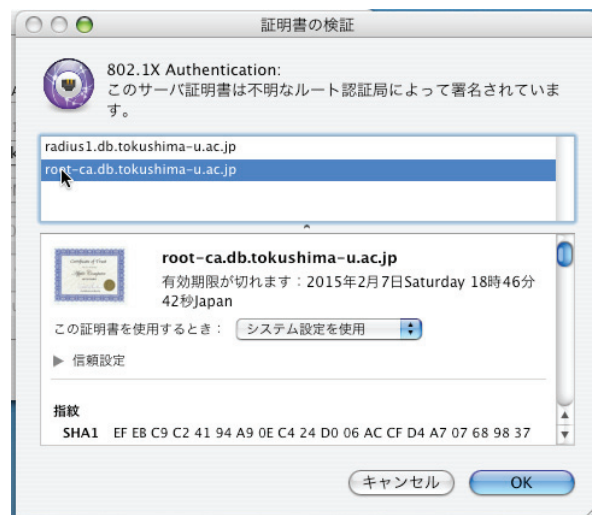 証明書の検証
802.1X Authentication:
このサーバ証明書は不明なルート認証局によって署名されていま
す。
radius1.db.tokushima-u.ac.jp
root-ca.db.tokushima-u.ac.jp
root-ca.db.tokushima-u.ac.jp
有効期限が切れます：2015年2月7日Saturday 18時46分
42秒Japan
この証明書を使用するとき： システム設定を使用
信頼設定
指紋
SHA1 EF EB C9 C2 41 94 A9 0E C4 24 D0 06 AC CF D4 A7 07 68 98 37
キャンセル OK